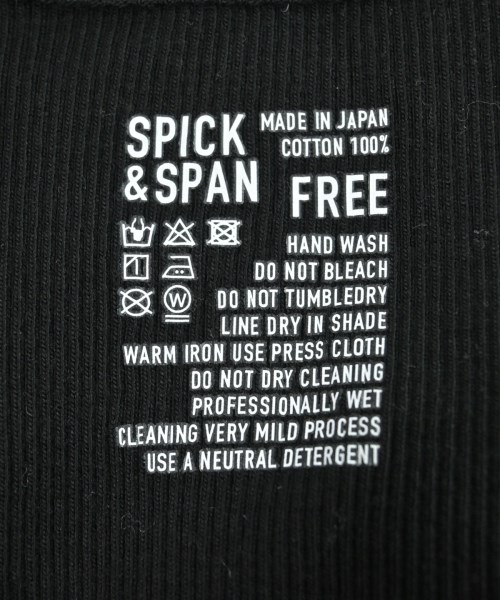 SPICK
& SPAN
MADE IN JAPAN
COTTON 100%
FREE
HAND WASH
DO NOT BLEACH
DO NOT TUMBLEDRY
LINE DRY IN SHADE
WARM IRON USE PRESS CLOTH
DO NOT DRY CLEANING
PROFESSIONALLY WET
CLEANING VERY MILD PROCESS
USE A NEUTRAL DETERGENT
W